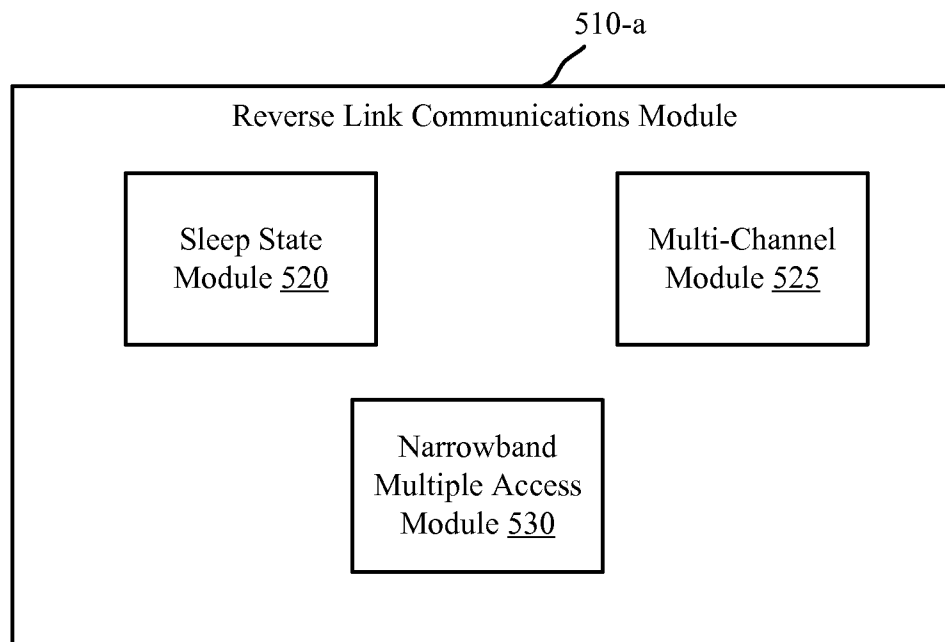 510-a
Reverse Link Communications Module
Sleep State
Module 520
Multi-Channel
Module 525
Narrowband
Multiple Access
Module 530